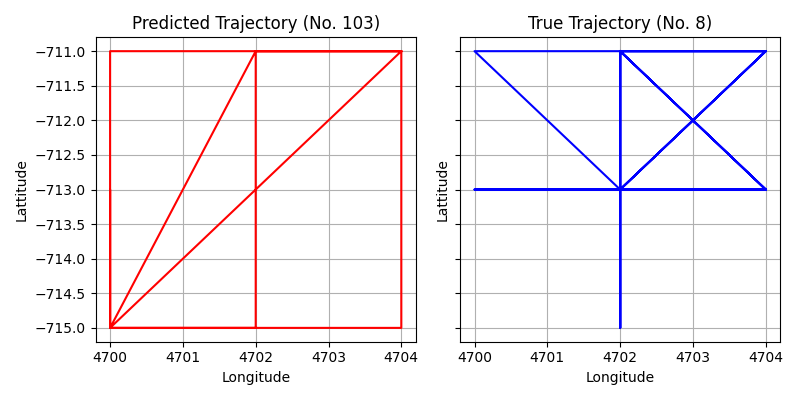 Predicted Trajectory (No. 103)
True Trajectory (No. 8)
−711.0
−711.5
−712.0
−712.5
−713.0
−713.5
−714.0
−714.5
−715.0
Lattitude
Lattitude
4700 4701 4702 4703 4704
4700 4701 4702 4703 4704
Longitude
Longitude